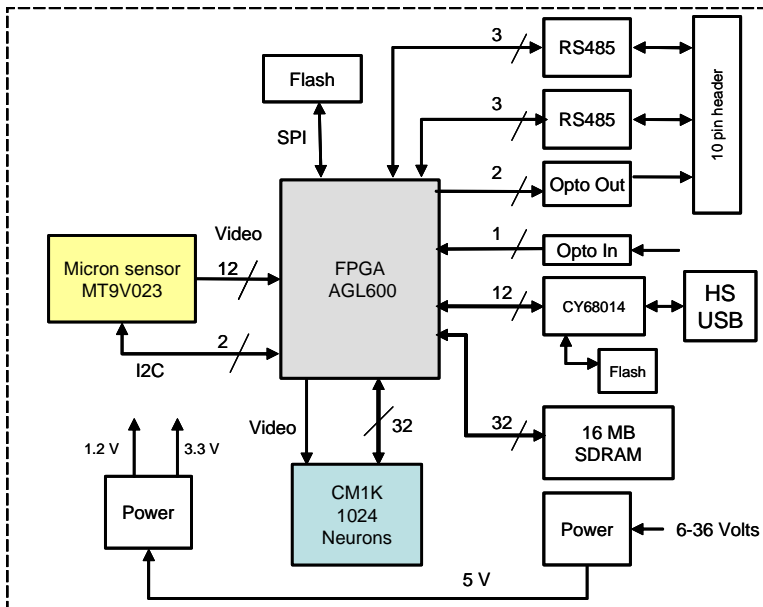 3
RS485
Flash
3
RS485
10 pin header
SPI
2
Opto Out
Video
1
Opto In
Micron sensor
MT9V023
12
FPGA
AGL600
12
CY68014
HS
USB
2
I2C
Flash
Video
32
32
16 MB
SDRAM
1.2 V
3.3 V
CM1K
1024
Neurons
Power
Power
6-36 Volts
5 V